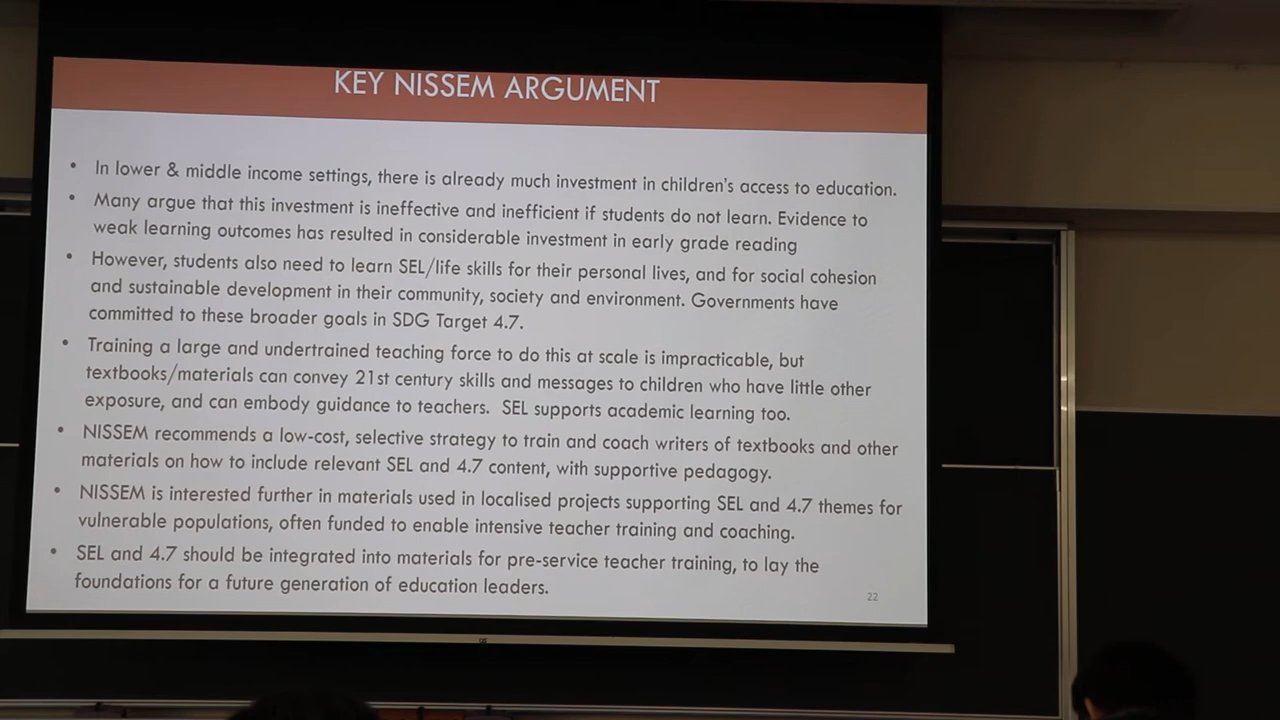 KEY NISSEM ARGUMENT
• In lower & middle income settings, there is already much investment in children's access to education.
• Many argue that this investment is ineffective and inefficient if students do not learn. Evidence to
weak learning outcomes has resulted in considerable investment in early grade reading
• However, students also need to learn SEL/life skills for their personal lives, and for social cohesion
and sustainable development in their community, society and environment. Governments have
committed to these broader goals in SDG Target 4.7.
• Training a large and undertrained teaching force to do this at scale is impracticable, but
textbooks/materials can convey 21st century skills and messages to children who have little other
exposure, and can embody guidance to teachers. SEL supports academic learning too.
• NISSEM recommends a low-cost, selective strategy to train and coach writers of textbooks and other
materials on how to include relevant SEL and 4.7 content, with supportive pedagogy.
• NISSEM is interested further in materials used in localised projects supporting SEL and 4.7 themes for
vulnerable populations, often funded to enable intensive teacher training and coaching.
• SEL and 4.7 should be integrated into materials for pre-service teacher training, to lay the
foundations for a future generation of education leaders.
22